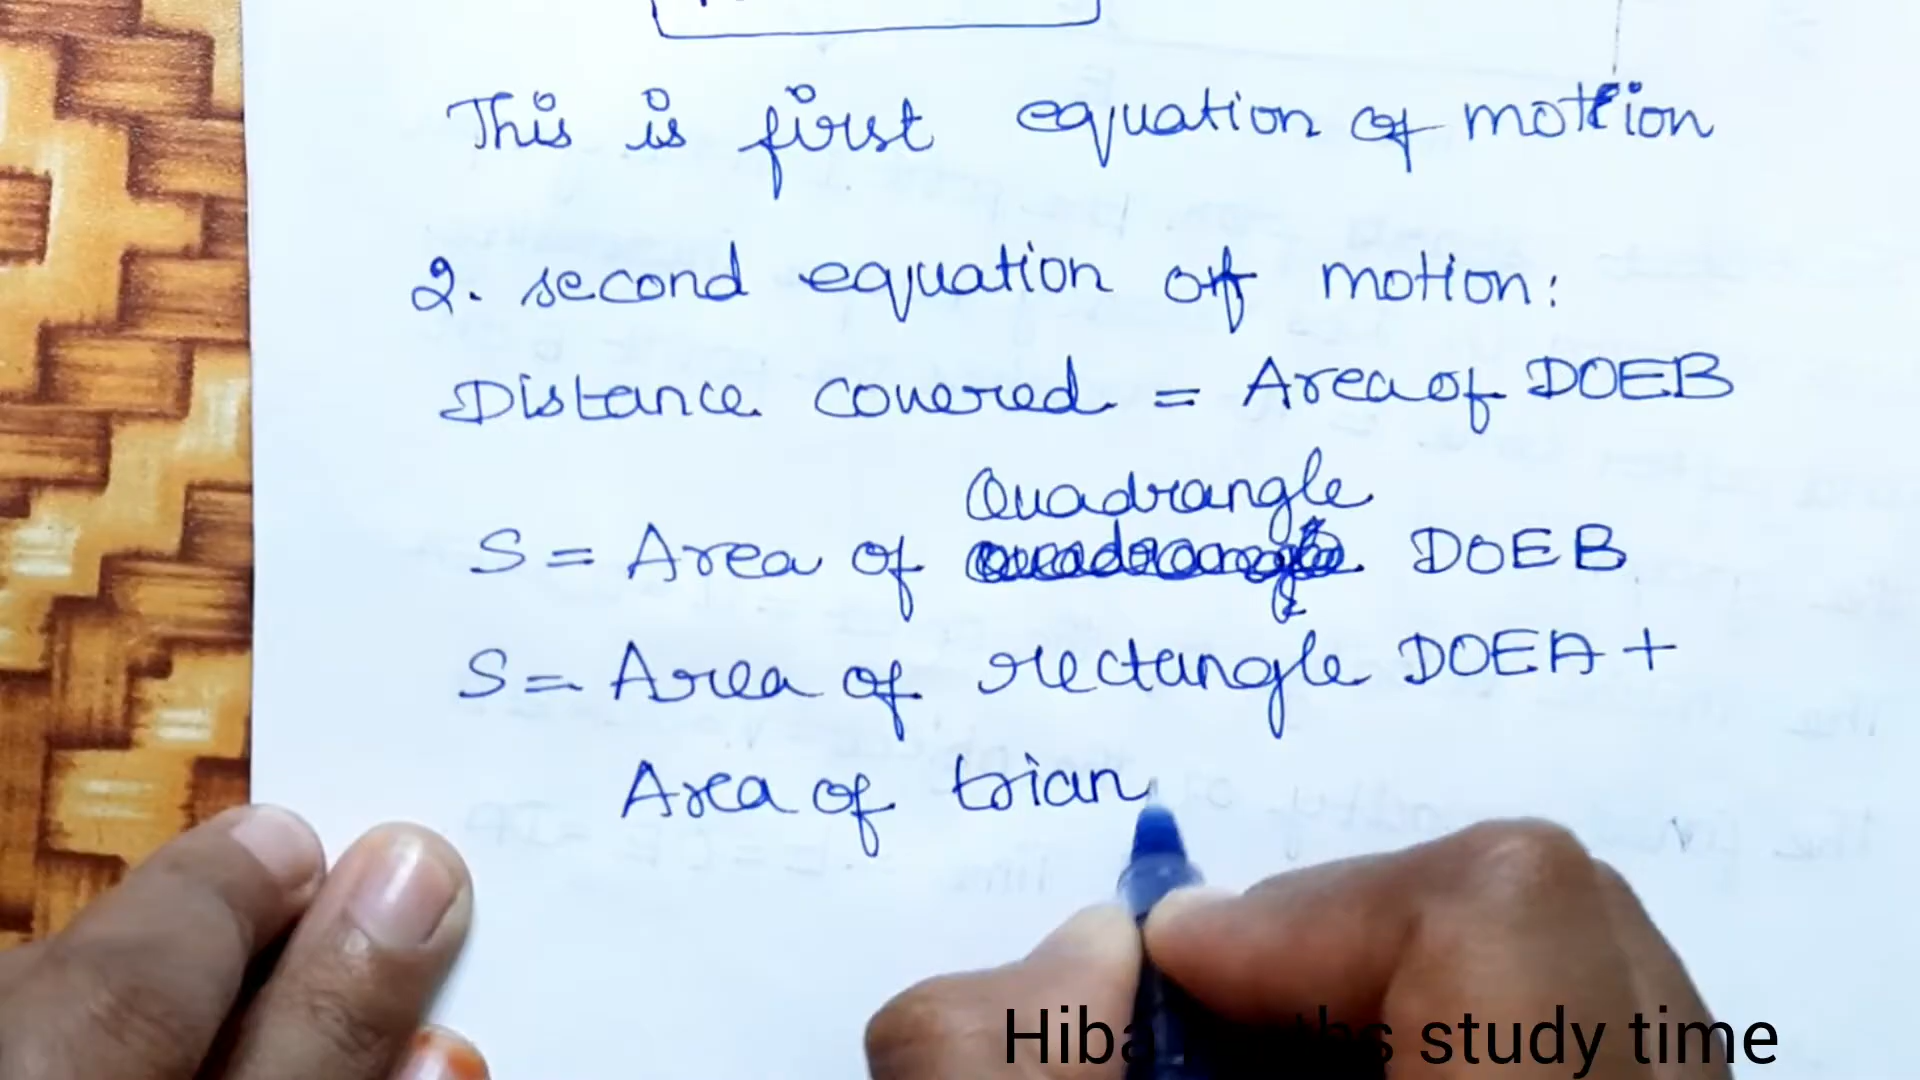 This is first equation of motion
2. second equation of motion:
Distance covered = Area of DOEB
Quadrangle
S = Area of DOEB
S = Area of rectangle DOEA +
Area of trian
Hiba study time